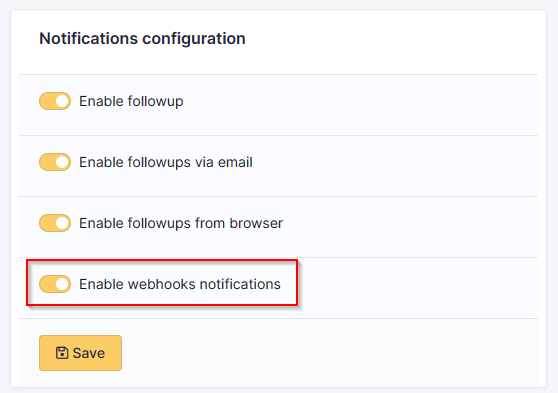 Notifications configuration
Enable followup
Enable followups via email
Enable followups from browser
Enable webhooks notifications
Save